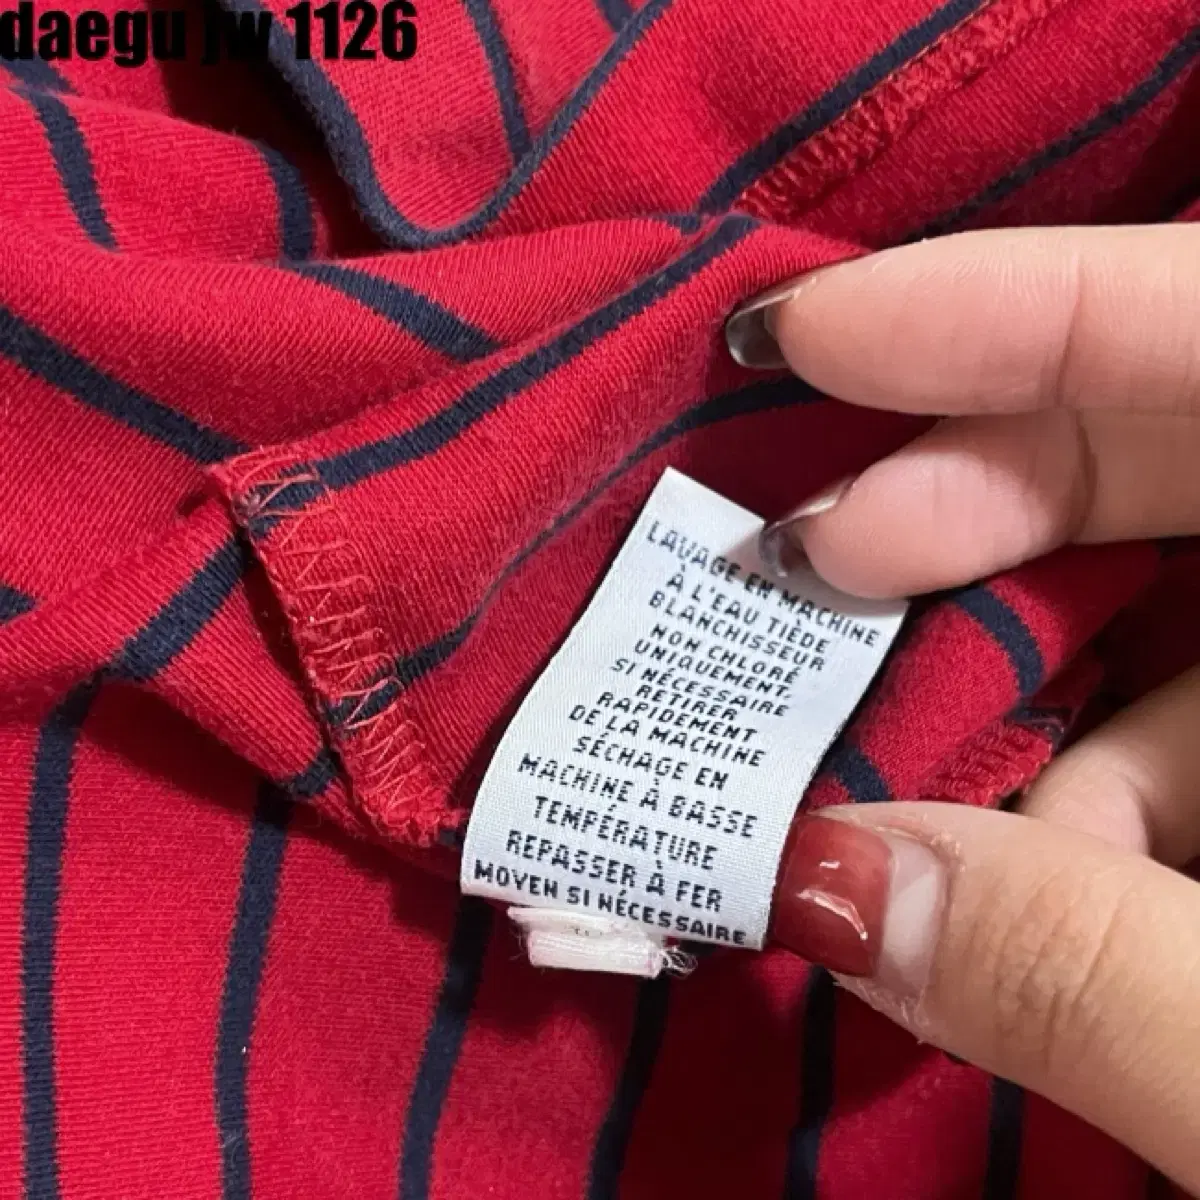 daegu jw 1126
LAVAGE EN MACHINE
À L'EAU TIÈDE
BLANCHISSEUR
NON CHLORÉ
UNIQUEMENT.
SI NÉCESSAIRE
RETIRER
RAPIDEMENT
DE LA MACHINE
SÉCHAGE EN
MACHINE À BASSE
TEMPÉRATURE
REPASSER À FER
MOYEN SI NÉCESSAIRE